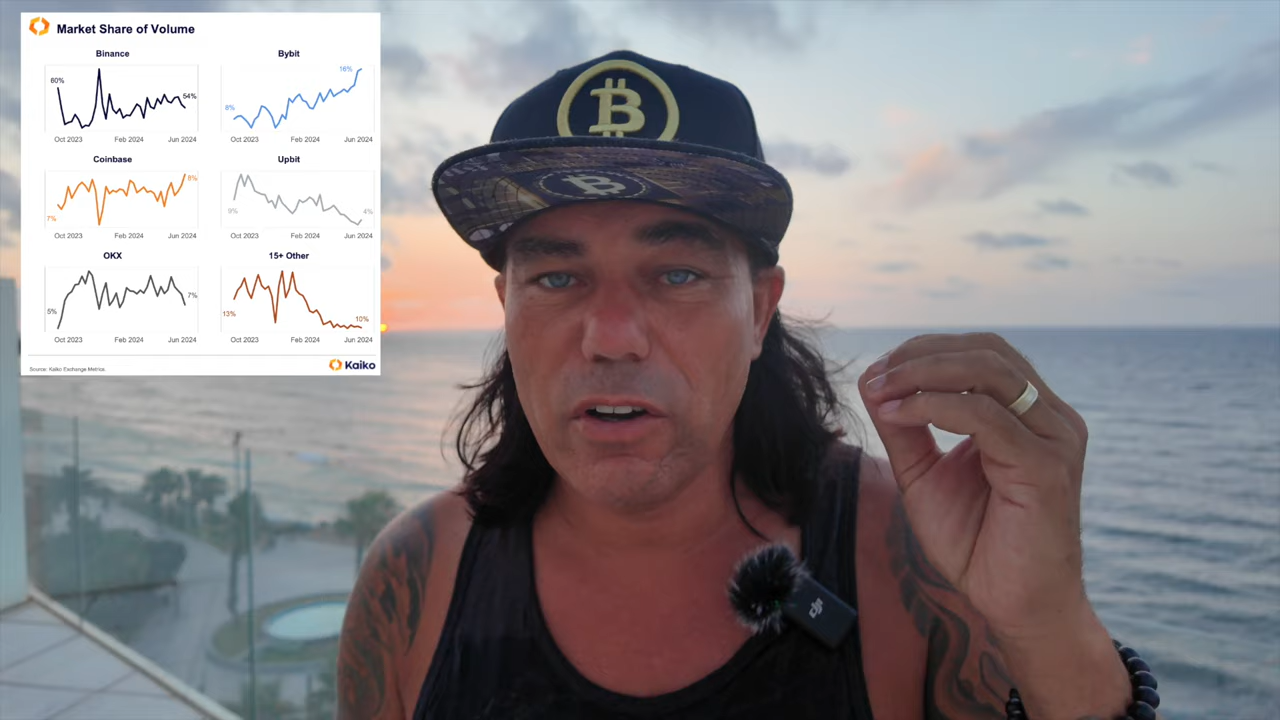 Market Share of Volume
Binance
Bybit
60%
54%
8%
16%
Oct 2023 Feb 2024 Jun 2024
Oct 2023 Feb 2024 Jun 2024
Coinbase
Upbit
7%
8%
9%
4%
Oct 2023 Feb 2024 Jun 2024
Oct 2023 Feb 2024 Jun 2024
OKX
15+ Other
5%
7%
13%
10%
Oct 2023 Feb 2024 Jun 2024
Oct 2023 Feb 2024 Jun 2024
Source: Kaiko Exchange Metrics.
Kaiko
B
B
dji